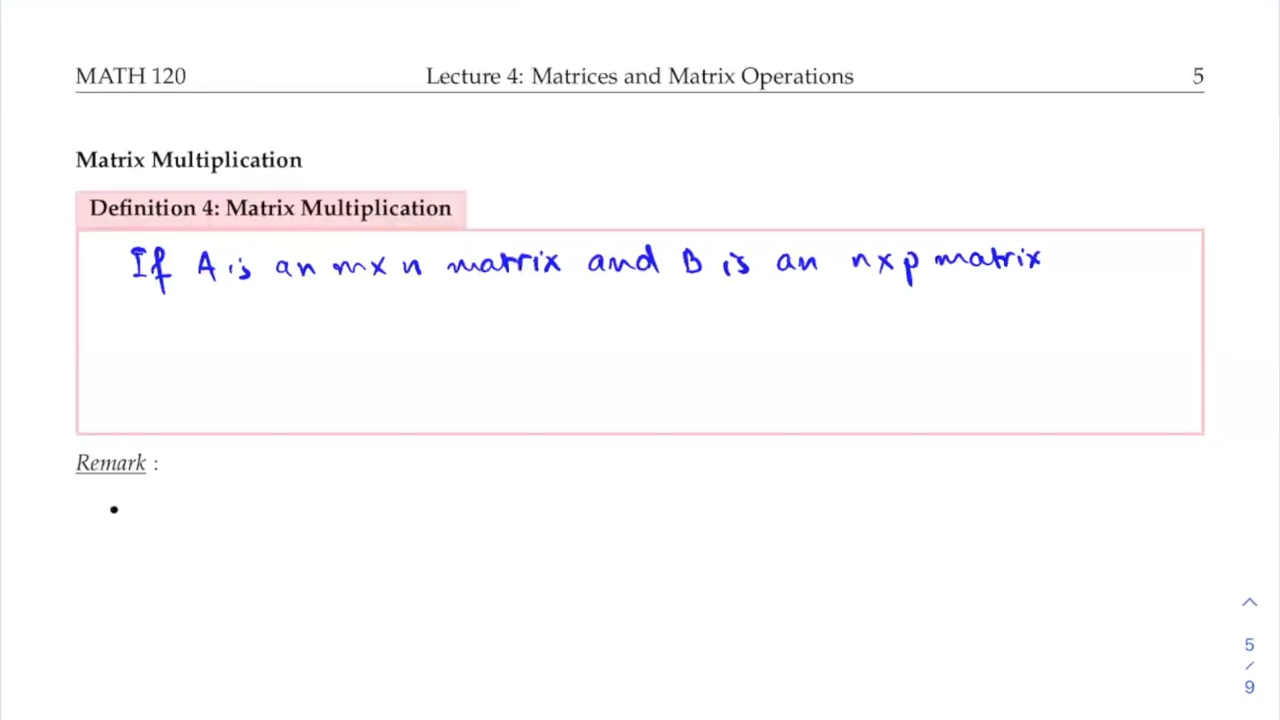 MATH 120 Lecture 4: Matrices and Matrix Operations 5
Matrix Multiplication
Definition 4: Matrix Multiplication
If A is an m x n matrix and B is an n x p matrix
Remark :
•
5
/
9